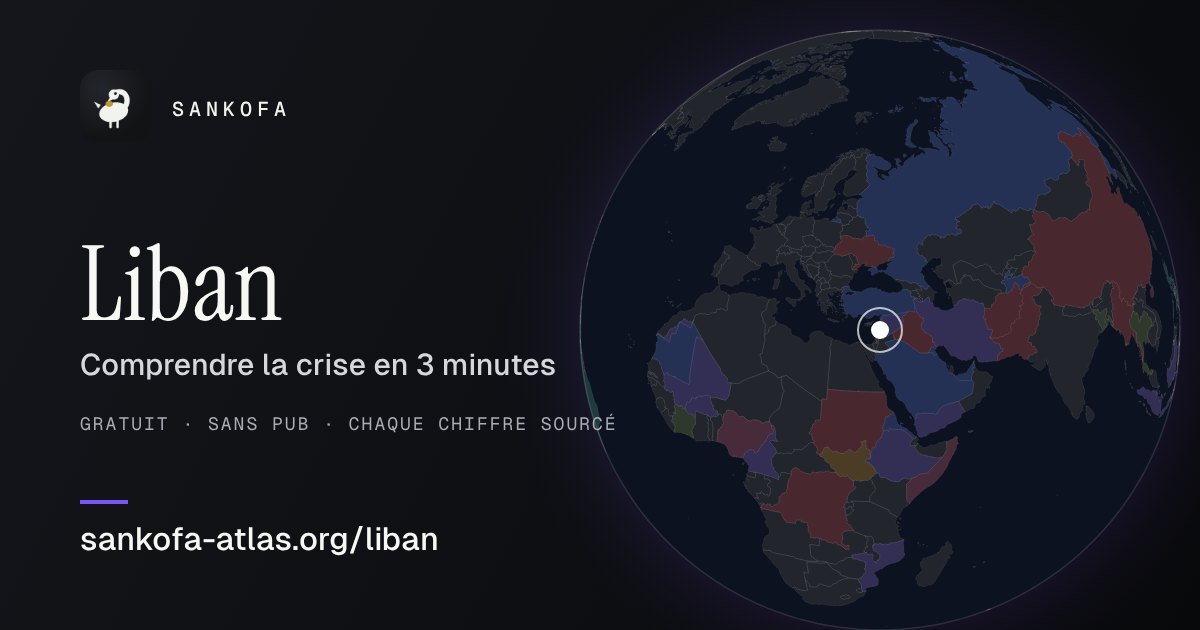 SANKOFA
Liban
Comprendre la crise en 3 minutes
GRATUIT · SANS PUB · CHAQUE CHIFFRE SOURCÉ
sankofa-atlas.org/liban